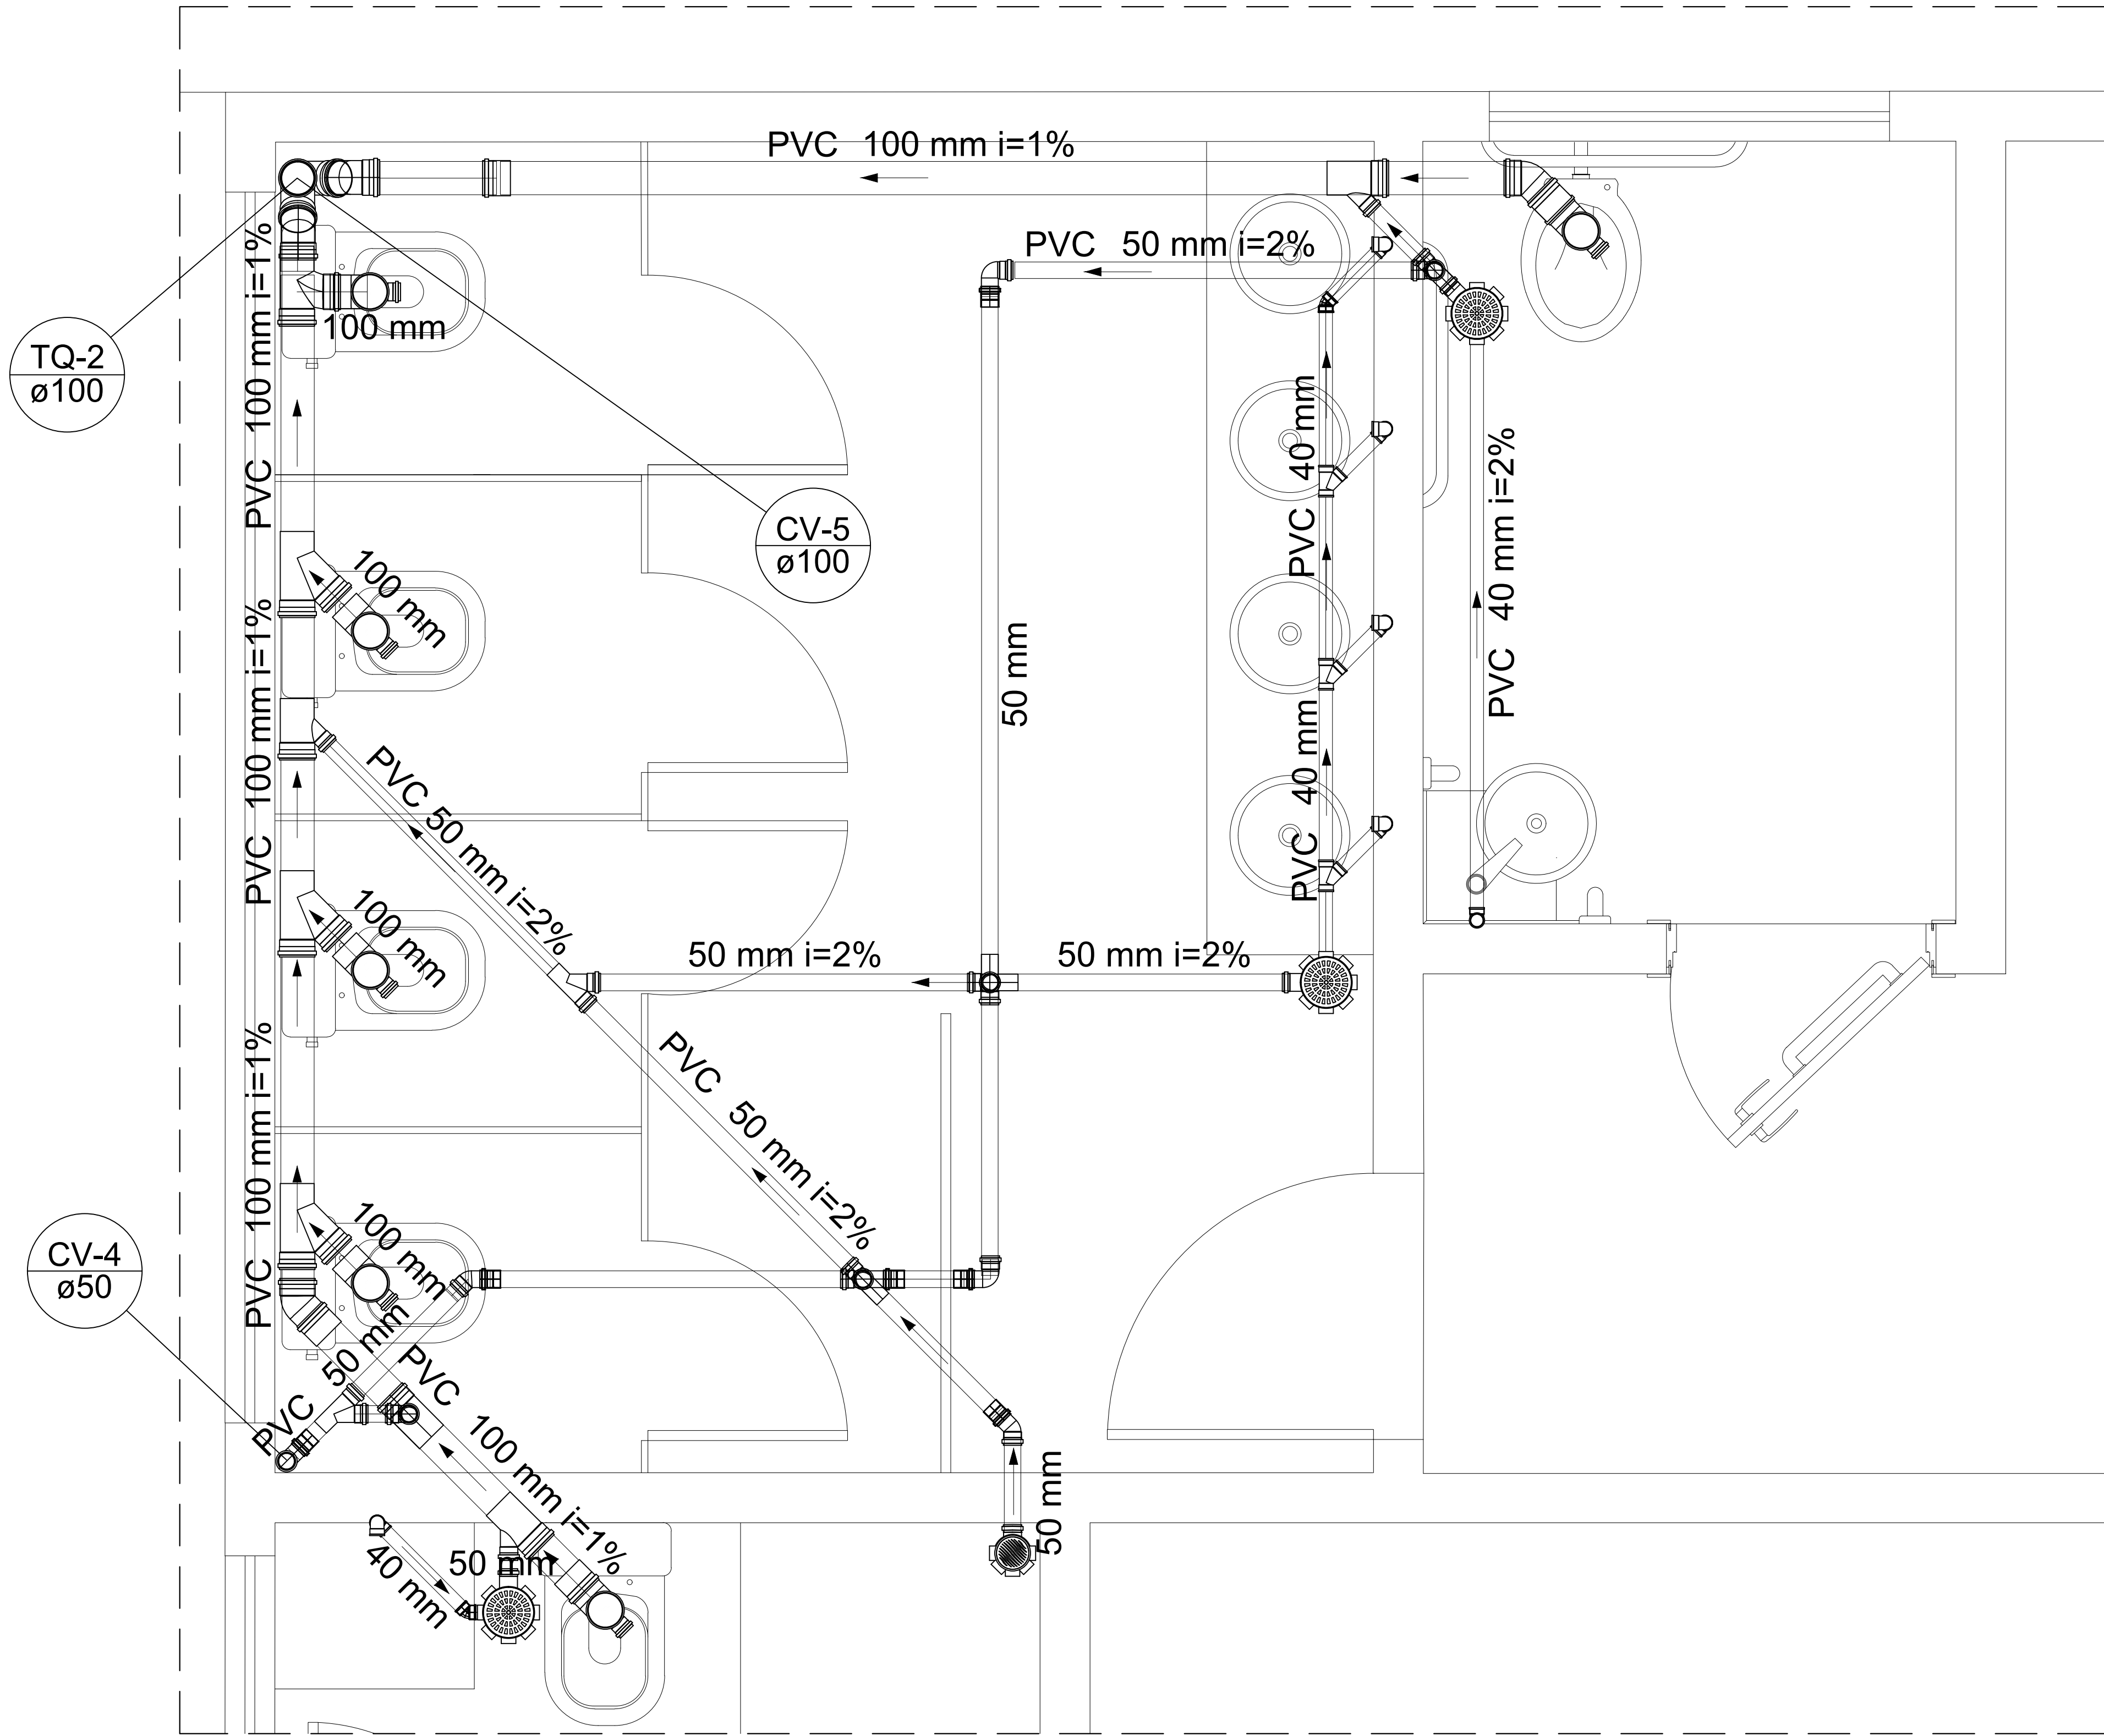 PVC 100 mm i=1%
PVC 50 mm i=2%
PVC 100 mm i=1%
100 mm
TQ-2
ø100
CV-5
ø100
PVC 40 mm
PVC 40 mm i=2%
100 mm
PVC 100 mm i=1%
50 mm
PVC 40 mm
PVC 50 mm i=2%
100 mm
50 mm i=2%
50 mm i=2%
PVC 100 mm i=1%
PVC 50 mm i=2%
100 mm
CV-4
ø50
PVC 50 mm
PVC 100 mm i=1%
50 mm
40 mm
50 mm